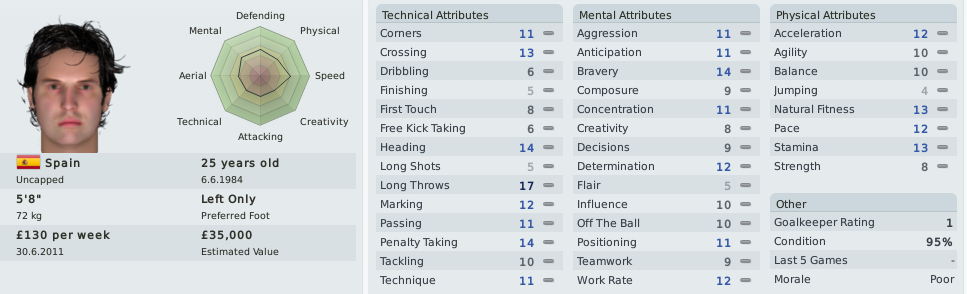 Defending
Mental Physical
Aerial Speed
Technical Creativity
Attacking
Spain 25 years old
Uncapped 6.6.1984
5'8" Left Only
72 kg Preferred Foot
£130 per week £35,000
30.6.2011 Estimated Value
Technical Attributes
Corners 11
Crossing 13
Dribbling 6
Finishing 5
First Touch 8
Free Kick Taking 6
Heading 14
Long Shots 5
Long Throws 17
Marking 12
Passing 11
Penalty Taking 14
Tackling 10
Technique 11
Mental Attributes
Aggression 11
Anticipation 11
Bravery 14
Composure 9
Concentration 11
Creativity 8
Decisions 9
Determination 12
Flair 5
Influence 10
Off The Ball 10
Positioning 11
Teamwork 9
Work Rate 12
Physical Attributes
Acceleration 12
Agility 10
Balance 10
Jumping 4
Natural Fitness 13
Pace 12
Stamina 13
Strength 8
Other
Goalkeeper Rating 1
Condition 95%
Last 5 Games -
Morale Poor